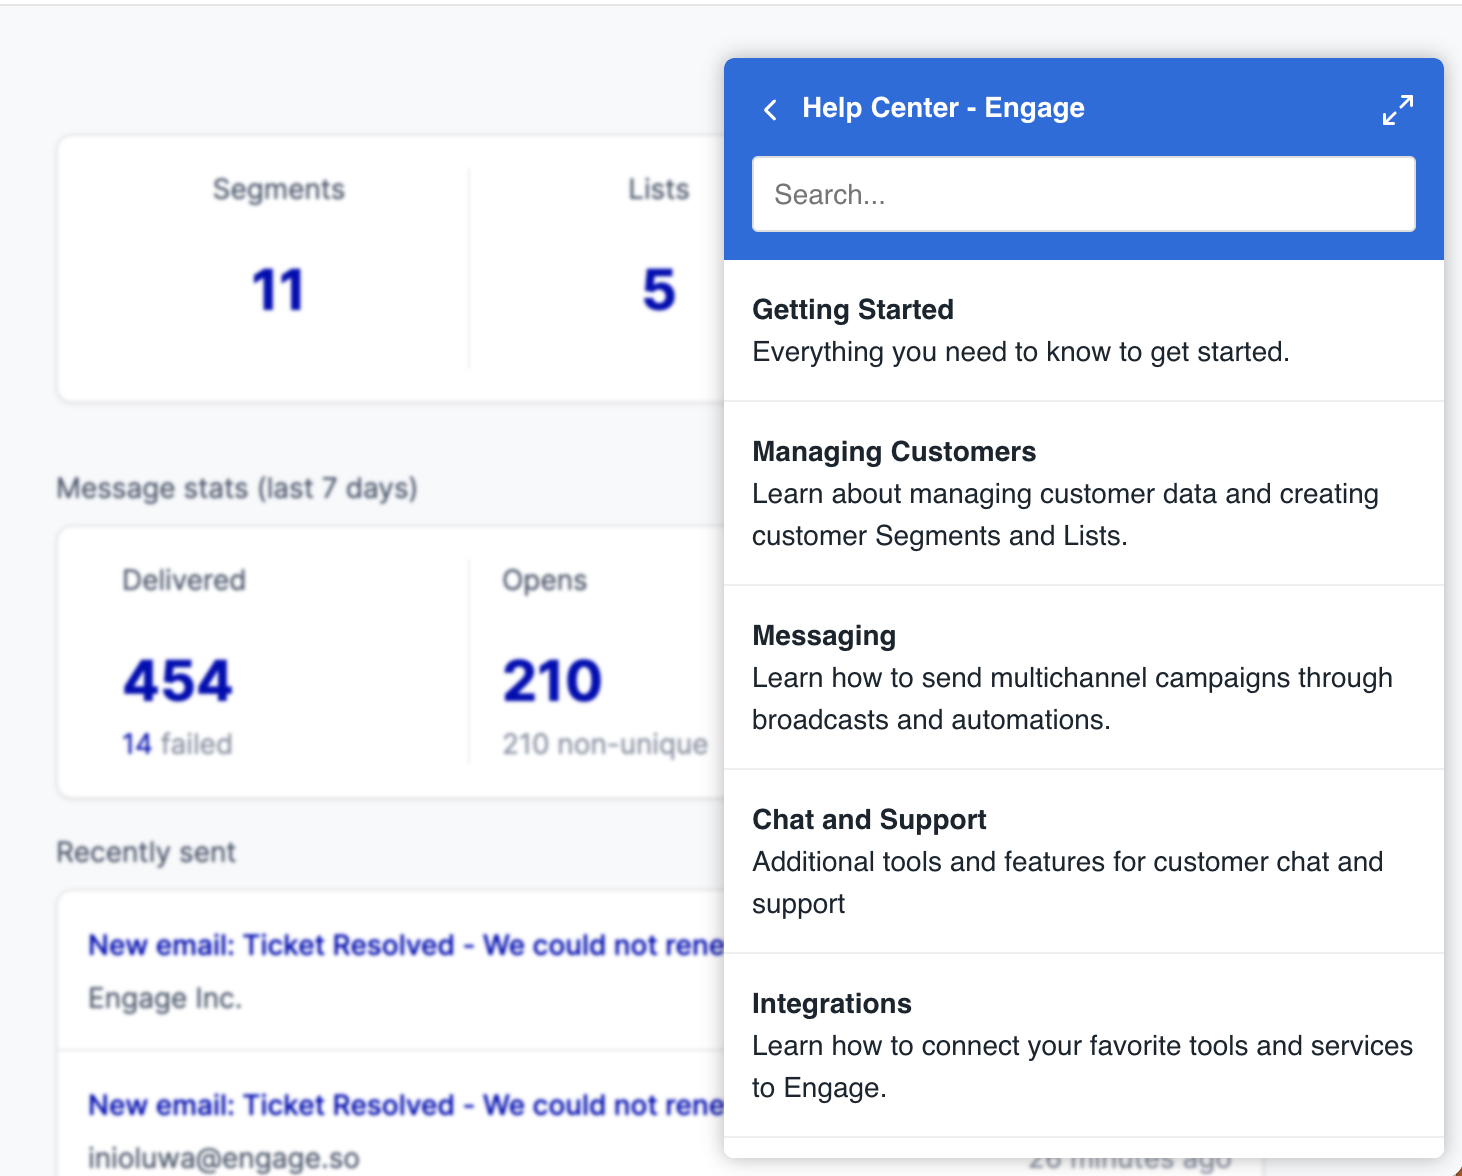 Segments
Lists
11
5
Message stats (last 7 days)
Delivered
Opens
454
210
14 failed
210 non-unique
Recently sent
New email: Ticket Resolved - We could not rene
Engage Inc.
New email: Ticket Resolved - We could not rene
inioluwa@engage.so
26 minutes ago
Help Center - Engage
Search...
Getting Started
Everything you need to know to get started.
Managing Customers
Learn about managing customer data and creating
customer Segments and Lists.
Messaging
Learn how to send multichannel campaigns through
broadcasts and automations.
Chat and Support
Additional tools and features for customer chat and
support
Integrations
Learn how to connect your favorite tools and services
to Engage.